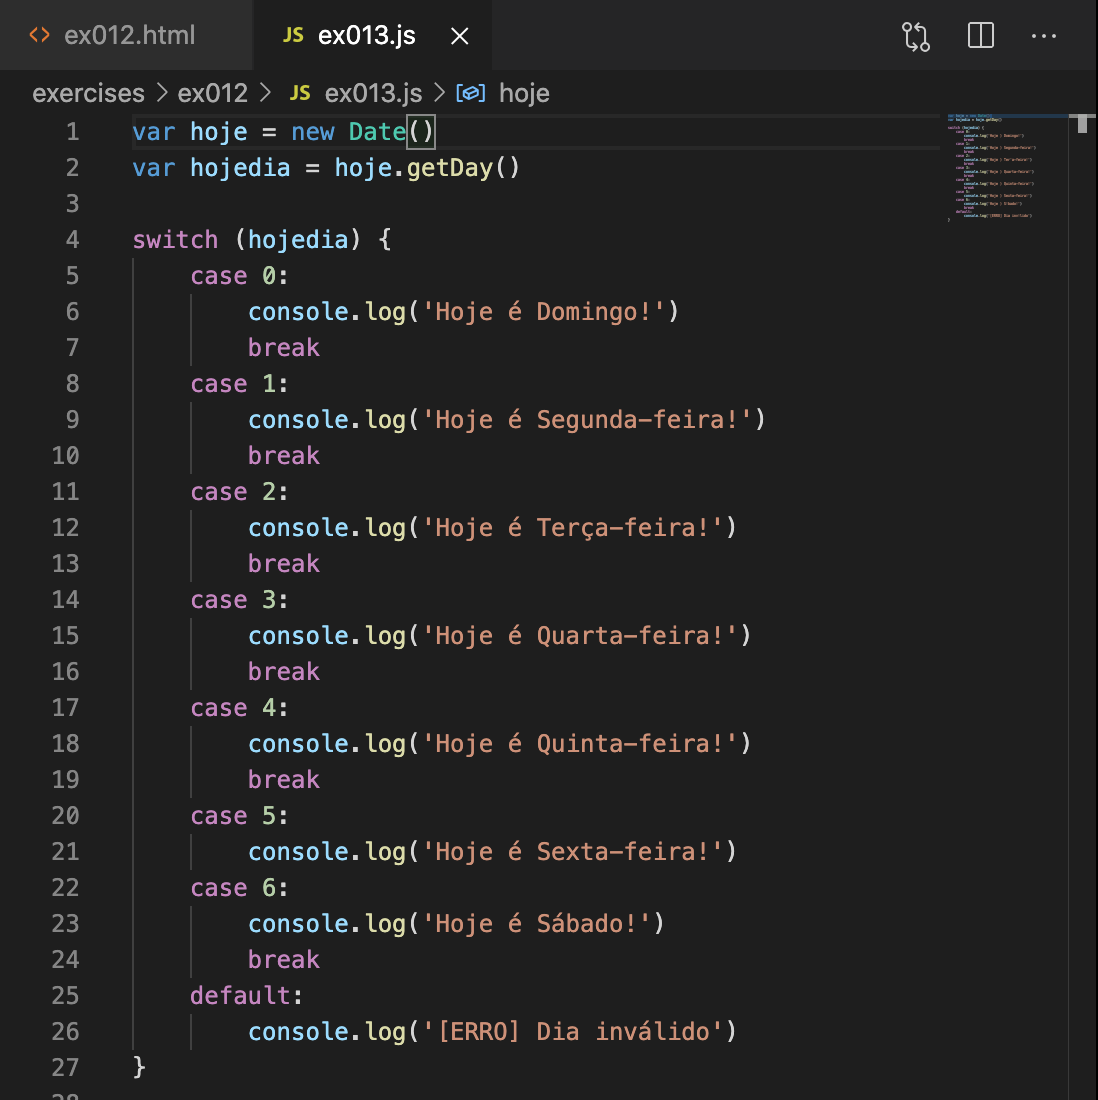 <> ex012.html JS ex013.js ×
exercises > ex012 > JS ex013.js > hoje
1 var hoje = new Date()
2 var hojedia = hoje.getDay()
3
4 switch (hojedia) {
5 case 0:
6 console.log('Hoje é Domingo!')
7 break
8 case 1:
9 console.log('Hoje é Segunda-feira!')
10 break
11 case 2:
12 console.log('Hoje é Terça-feira!')
13 break
14 case 3:
15 console.log('Hoje é Quarta-feira!')
16 break
17 case 4:
18 console.log('Hoje é Quinta-feira!')
19 break
20 case 5:
21 console.log('Hoje é Sexta-feira!')
22 case 6:
23 console.log('Hoje é Sábado!')
24 break
25 default:
26 console.log('[ERRO] Dia inválido')
27 }